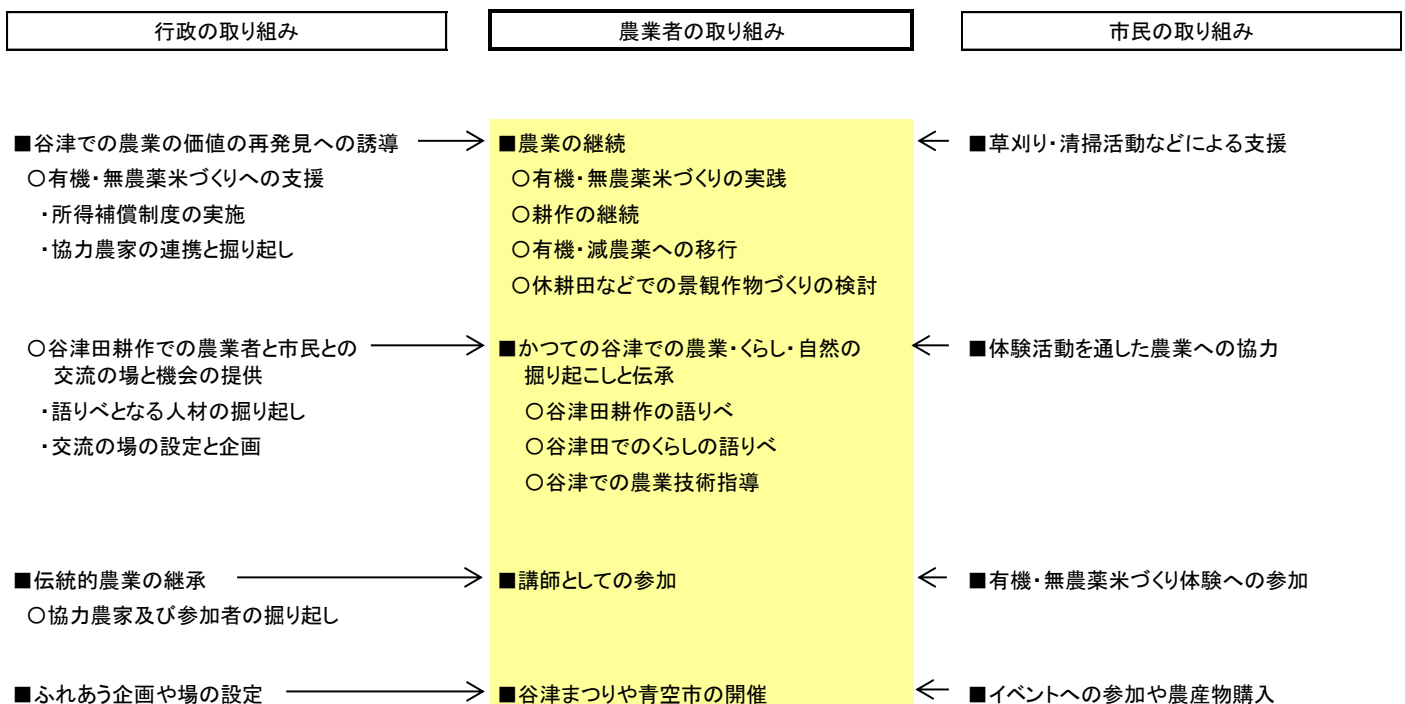 行政の取り組み
農業者の取り組み
市民の取り組み
■谷津での農業の価値の再発見への誘導
○有機・無農薬米づくりへの支援
・所得補償制度の実施
・協力農家の連携と掘り起し
○谷津田耕作での農業者と市民との
交流の場と機会の提供
・語りべとなる人材の掘り起し
・交流の場の設定と企画
■伝統的農業の継承
○協力農家及び参加者の掘り起し
■ふれあう企画や場の設定
■農業の継続
○有機・無農薬米づくりの実践
○耕作の継続
○有機・減農薬への移行
○休耕田などでの景観作物づくりの検討
■かつての谷津での農業・くらし・自然の
掘り起こしと伝承
○谷津田耕作の語りべ
○谷津田でのくらしの語りべ
○谷津での農業技術指導
■講師としての参加
■谷津まつりや青空市の開催
■草刈り・清掃活動などによる支援
■体験活動を通した農業への協力
■有機・無農薬米づくり体験への参加
■イベントへの参加や農産物購入